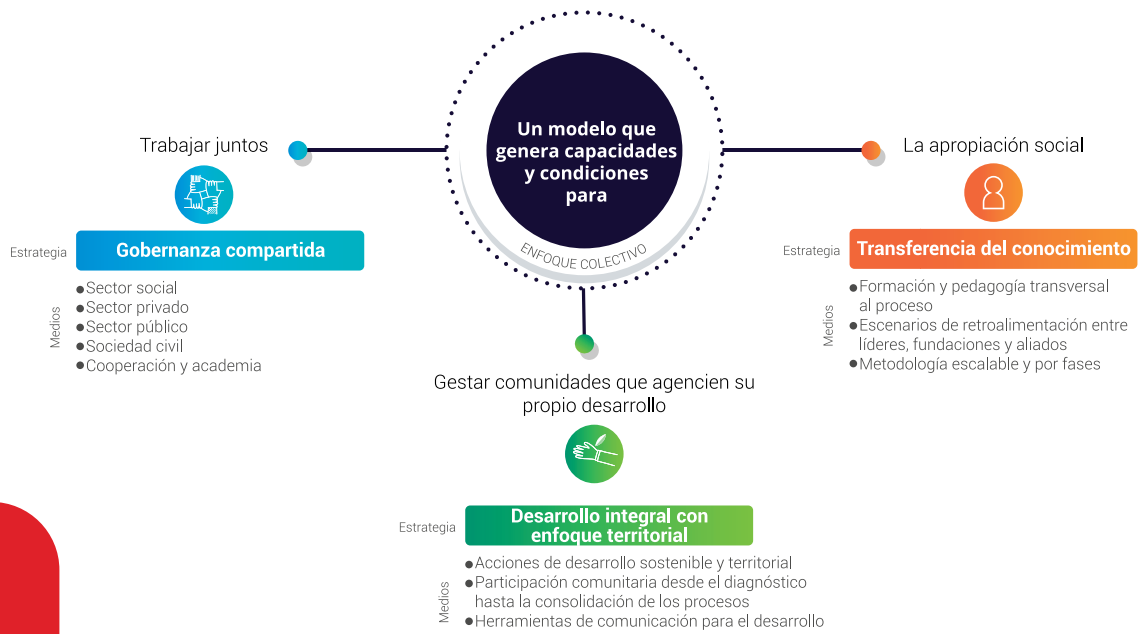 Un modelo que
genera capacidades
y condiciones
para
ENFOQUE COLECTIVO
Trabajar juntos
Estrategia
Gobernanza compartida
Medios
Sector social
Sector privado
Sector público
Sociedad civil
Cooperación y academia
Gestar comunidades que agencien su
propio desarrollo
Estrategia
Desarrollo integral con
enfoque territorial
Medios
Acciones de desarrollo sostenible y territorial
Participación comunitaria desde el diagnóstico
hasta la consolidación de los procesos
Herramientas de comunicación para el desarrollo
La apropiación social
Estrategia
Transferencia del conocimiento
Medios
Formación y pedagogía transversal
al proceso
Escenarios de retroalimentación entre
líderes, fundaciones y aliados
Metodología escalable y por fases